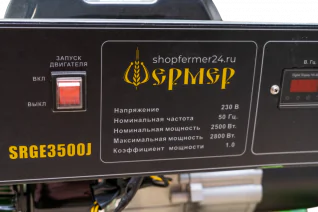 shopfermer24.ru
ФЕРМЕР
ЗАПУСК
ДВИГАТЕЛЯ
ВКЛ
ВЫКЛ
SRGE3500J
Напряжение 230 В
Номинальная частота 50 Гц.
Номинальная мощность 2500 Вт.
Максимальная мощность 2800 Вт.
Коэффициент мощности 1.0
В, Гц